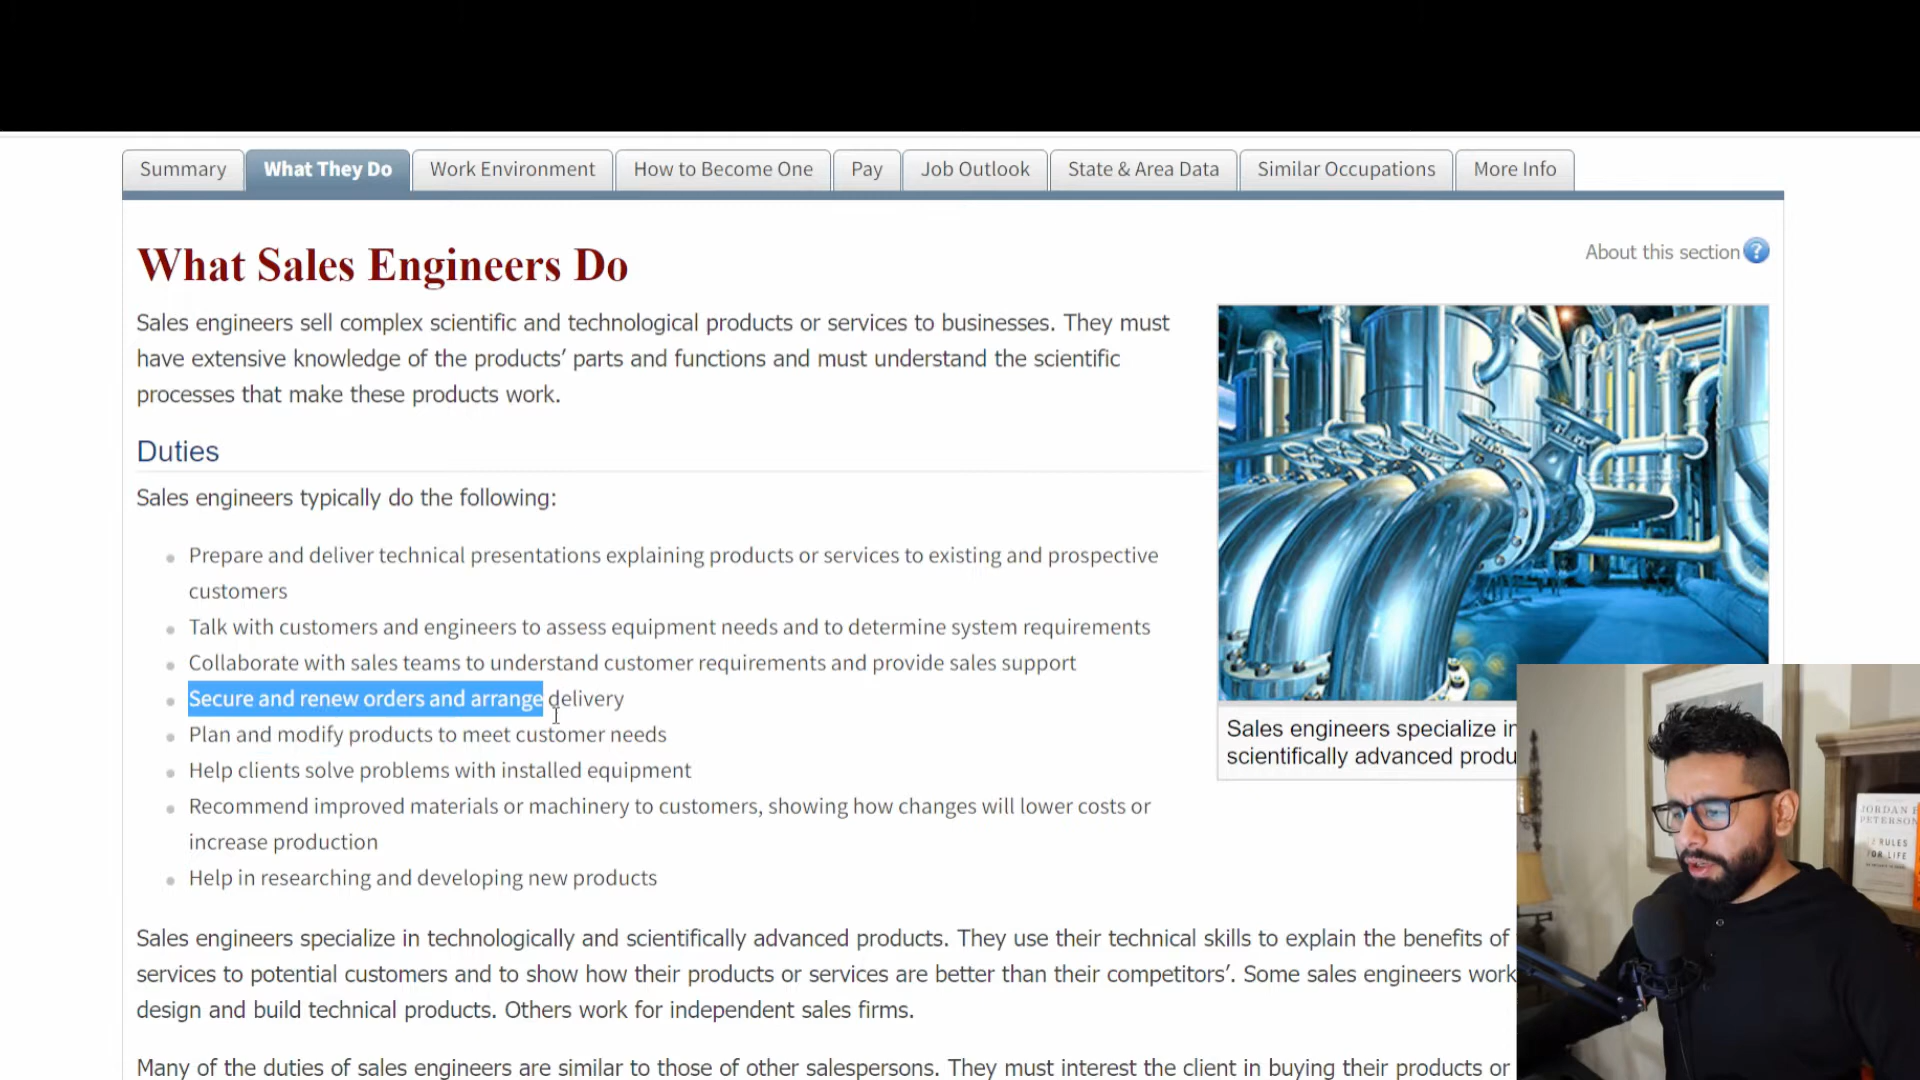 Summary
What They Do
Work Environment
How to Become One
Pay
Job Outlook
State & Area Data
Similar Occupations
More Info
What Sales Engineers Do
About this section ?
Sales engineers sell complex scientific and technological products or services to businesses. They must
have extensive knowledge of the products’ parts and functions and must understand the scientific
processes that make these products work.
Duties
Sales engineers typically do the following:
Prepare and deliver technical presentations explaining products or services to existing and prospective
customers
Talk with customers and engineers to assess equipment needs and to determine system requirements
Collaborate with sales teams to understand customer requirements and provide sales support
Secure and renew orders and arrange delivery
Plan and modify products to meet customer needs
Help clients solve problems with installed equipment
Recommend improved materials or machinery to customers, showing how changes will lower costs or
increase production
Help in researching and developing new products
Sales engineers specialize in
scientifically advanced produ
Sales engineers specialize in technologically and scientifically advanced products. They use their technical skills to explain the benefits of
services to potential customers and to show how their products or services are better than their competitors’. Some sales engineers work
design and build technical products. Others work for independent sales firms.
Many of the duties of sales engineers are similar to those of other salespersons. They must interest the client in buying their products or
JORDAN
PETERSON
RULES
FOR LIFE